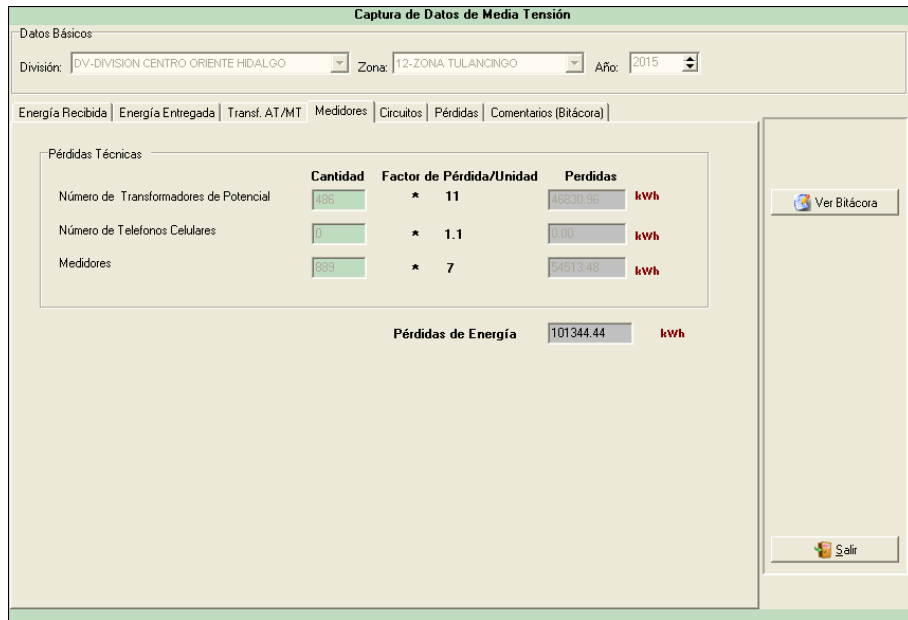 Captura de Datos de Media Tensión
Datos Básicos
División: DV-DIVISION CENTRO ORIENTE HIDALGO Zona: 12-ZONA TULANCINGO Año: 2015
Energía Recibida Energía Entregada Transf. AT/MT Medidores Circuitos Pérdidas Comentarios (Bitácora)
Pérdidas Técnicas
Cantidad Factor de Pérdida/Unidad Perdidas
Número de Transformadores de Potencial 486 * 11 46830.96 kWh
Número de Telefonos Celulares 0 * 1.1 0.00 kWh
Medidores 889 * 7 54513.48 kWh
Pérdidas de Energía 101344.44 kWh
Ver Bitácora
Salir